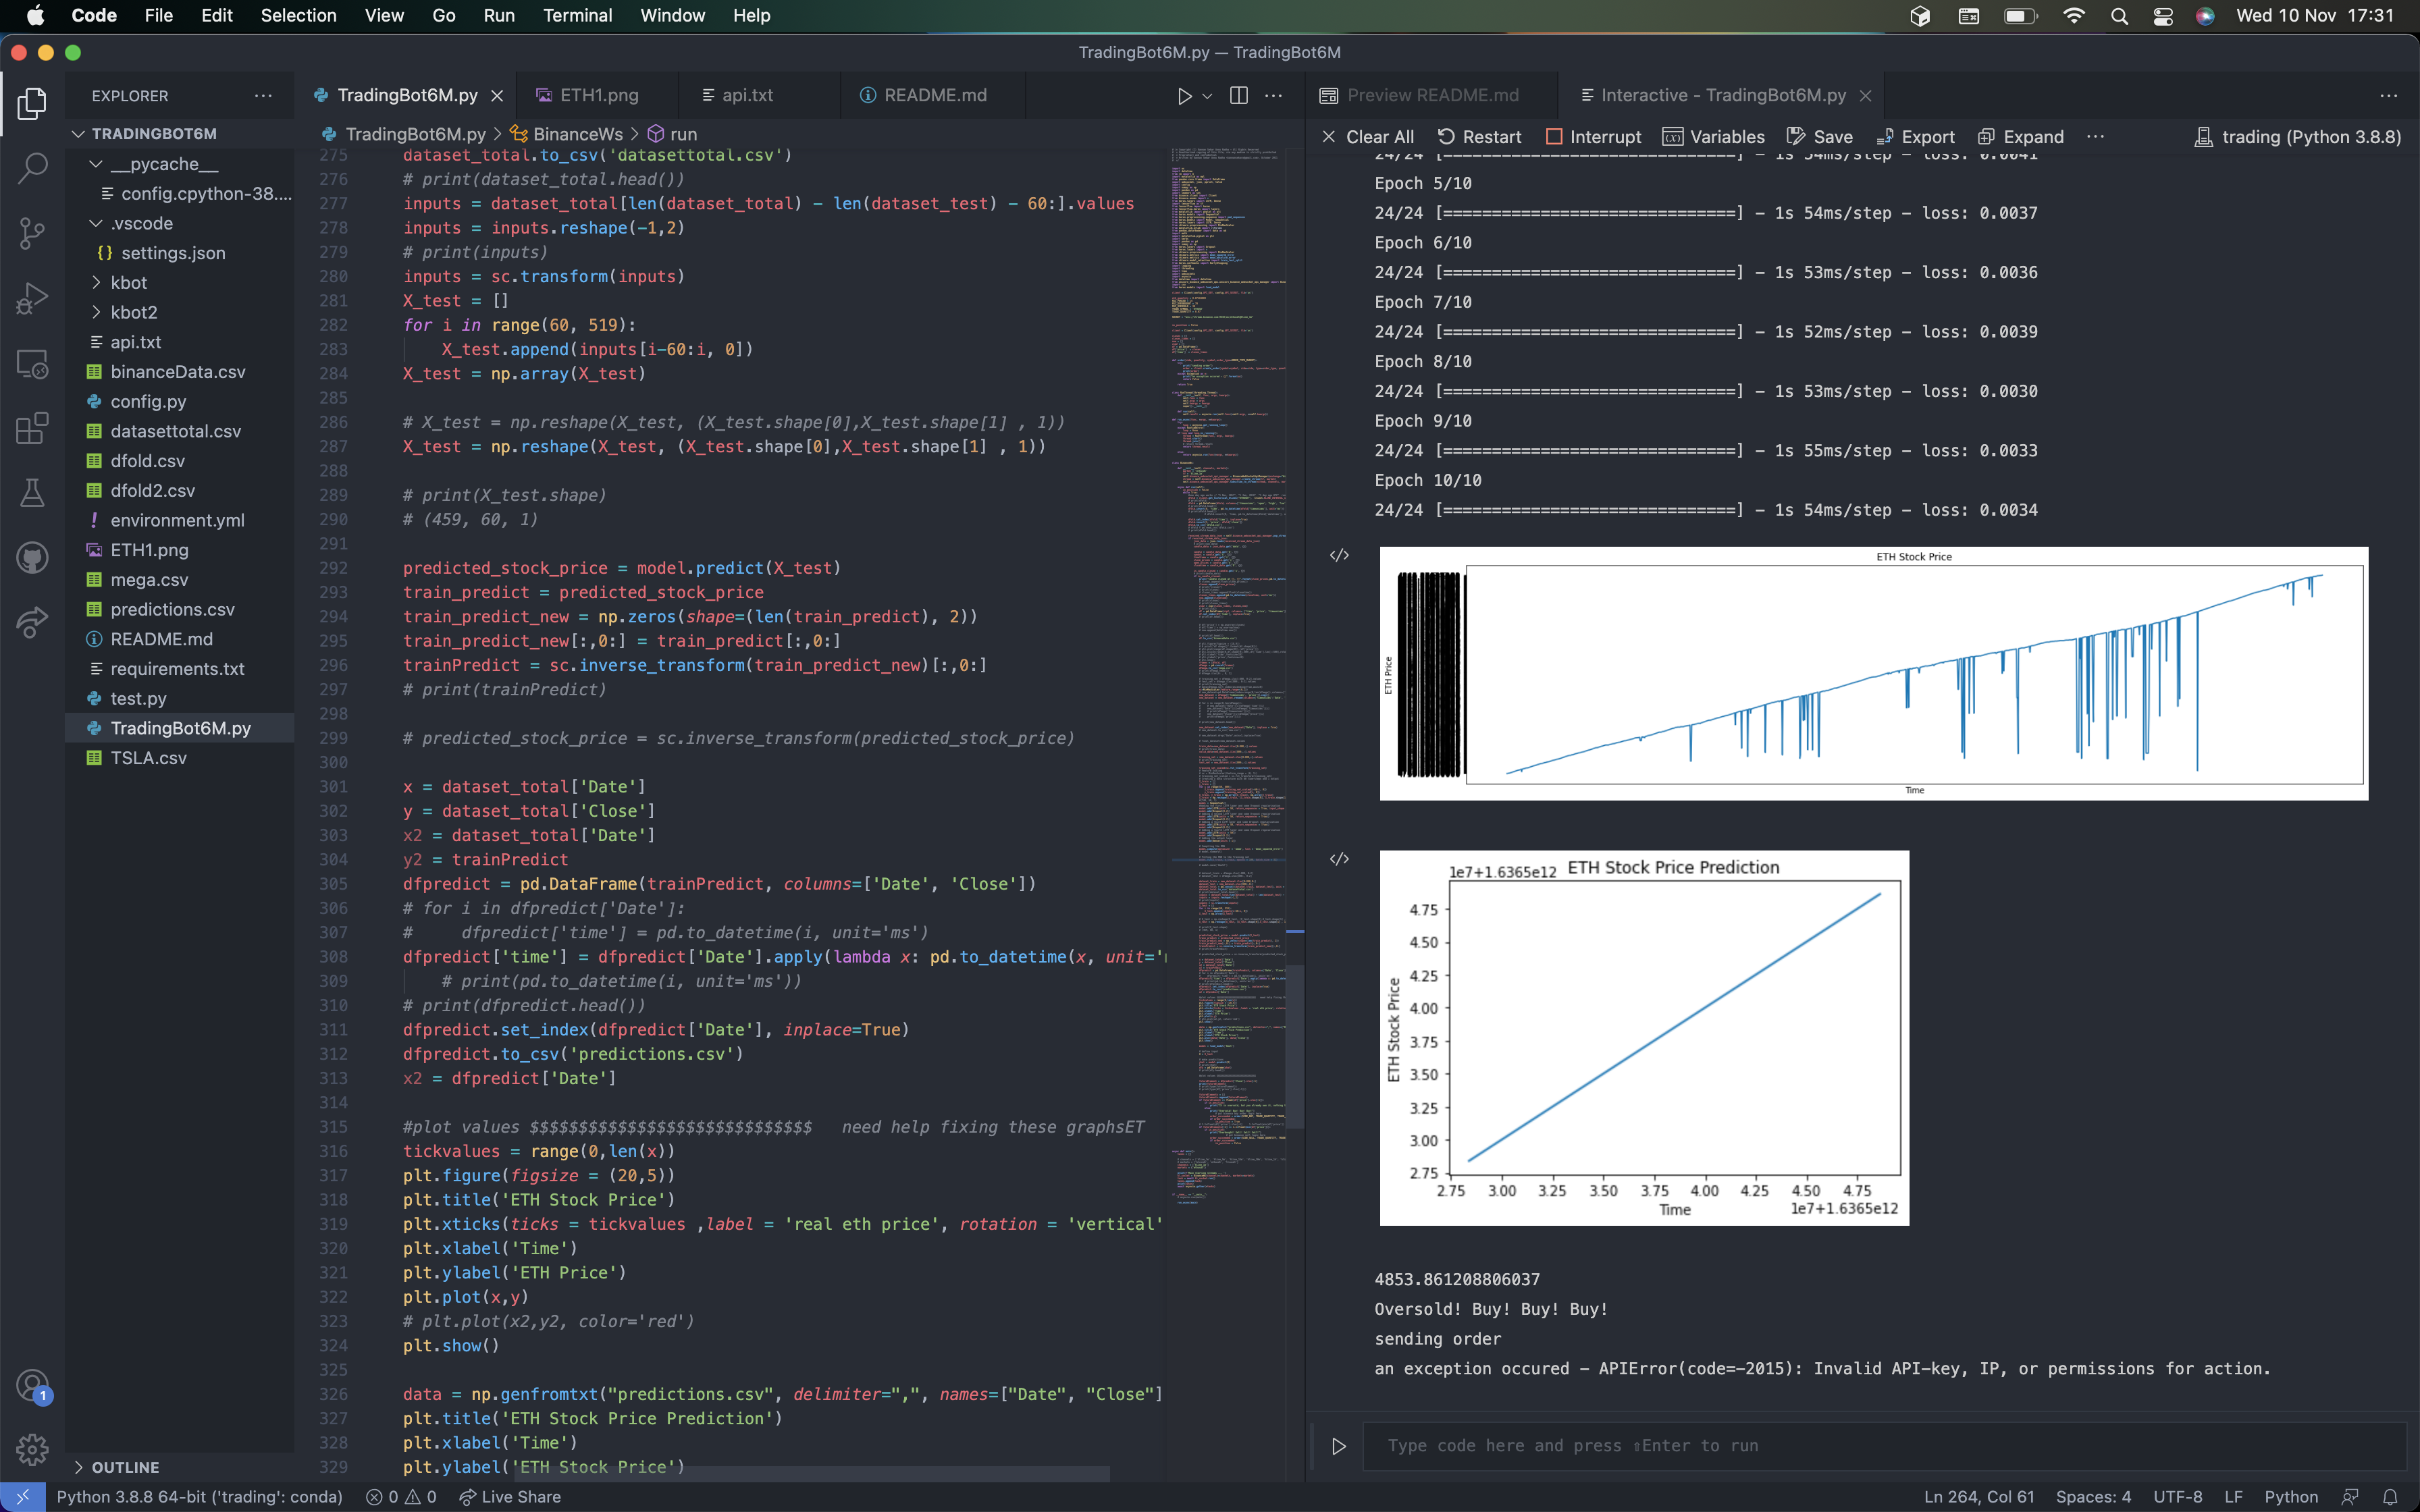 Code File Edit Selection View Go Run Terminal Window Help Wed 10 Nov 17:31
TradingBot6M.py — TradingBot6M
EXPLORER
TRADINGBOT6M
__pycache__
config.cpython-38....
.vscode
settings.json
kbot
kbot2
api.txt
binanceData.csv
config.py
datasettotal.csv
dfold.csv
dfold2.csv
environment.yml
ETH1.png
mega.csv
predictions.csv
README.md
requirements.txt
test.py
TradingBot6M.py
TSLA.csv
OUTLINE
TradingBot6M.py ETH1.png api.txt README.md
TradingBot6M.py > BinanceWs > run
275 dataset_total.to_csv('datasettotal.csv')
276 # print(dataset_total.head())
277 inputs = dataset_total[len(dataset_total) - len(dataset_test) - 60:].values
278 inputs = inputs.reshape(-1,2)
279 # print(inputs)
280 inputs = sc.transform(inputs)
281 X_test = []
282 for i in range(60, 519):
283 X_test.append(inputs[i-60:i, 0])
284 X_test = np.array(X_test)
285
286 # X_test = np.reshape(X_test, (X_test.shape[0],X_test.shape[1] , 1))
287 X_test = np.reshape(X_test, (X_test.shape[0],X_test.shape[1] , 1))
288
289 # print(X_test.shape)
290 # (459, 60, 1)
291
292 predicted_stock_price = model.predict(X_test)
293 train_predict = predicted_stock_price
294 train_predict_new = np.zeros(shape=(len(train_predict), 2))
295 train_predict_new[:,0:] = train_predict[:,0:]
296 trainPredict = sc.inverse_transform(train_predict_new)[:,0:]
297 # print(trainPredict)
298
299 # predicted_stock_price = sc.inverse_transform(predicted_stock_price)
300
301 x = dataset_total['Date']
302 y = dataset_total['Close']
303 x2 = dataset_total['Date']
304 y2 = trainPredict
305 dfpredict = pd.DataFrame(trainPredict, columns=['Date', 'Close'])
306 # for i in dfpredict['Date']:
307 # dfpredict['time'] = pd.to_datetime(i, unit='ms')
308 dfpredict['time'] = dfpredict['Date'].apply(lambda x: pd.to_datetime(x, unit='
309 # print(pd.to_datetime(i, unit='ms'))
310 # print(dfpredict.head())
311 dfpredict.set_index(dfpredict['Date'], inplace=True)
312 dfpredict.to_csv('predictions.csv')
313 x2 = dfpredict['Date']
314
315 #plot values $$$$$$$$$$$$$$$$$$$$$$$$$$$$$ need help fixing these graphsET
316 tickvalues = range(0,len(x))
317 plt.figure(figsize = (20,5))
318 plt.title('ETH Stock Price')
319 plt.xticks(ticks = tickvalues ,label = 'real eth price', rotation = 'vertical'
320 plt.xlabel('Time')
321 plt.ylabel('ETH Price')
322 plt.plot(x,y)
323 # plt.plot(x2,y2, color='red')
324 plt.show()
325
326 data = np.genfromtxt("predictions.csv", delimiter=",", names=["Date", "Close"]
327 plt.title('ETH Stock Price Prediction')
328 plt.xlabel('Time')
329 plt.ylabel('ETH Stock Price')
Preview README.md Interactive - TradingBot6M.py
Clear All Restart Interrupt Variables Save Export Expand trading (Python 3.8.8)
24/24 [==============================] - 1s 54ms/step - loss: 0.0041
Epoch 5/10
24/24 [==============================] - 1s 54ms/step - loss: 0.0037
Epoch 6/10
24/24 [==============================] - 1s 53ms/step - loss: 0.0036
Epoch 7/10
24/24 [==============================] - 1s 52ms/step - loss: 0.0039
Epoch 8/10
24/24 [==============================] - 1s 53ms/step - loss: 0.0030
Epoch 9/10
24/24 [==============================] - 1s 55ms/step - loss: 0.0033
Epoch 10/10
24/24 [==============================] - 1s 54ms/step - loss: 0.0034
ETH Stock Price
ETH Price
Time
1e7+1.6365e12 ETH Stock Price Prediction
ETH Stock Price
4.75
4.50
4.25
4.00
3.75
3.50
3.25
3.00
2.75
2.75 3.00 3.25 3.50 3.75 4.00 4.25 4.50 4.75
Time 1e7+1.6365e12
4853.861208806037
Oversold! Buy! Buy! Buy!
sending order
an exception occured - APIError(code=-2015): Invalid API-key, IP, or permissions for action.
Type code here and press ⇧Enter to run
1
Python 3.8.8 64-bit ('trading': conda) 0 0 Live Share Ln 264, Col 61 Spaces: 4 UTF-8 LF Python